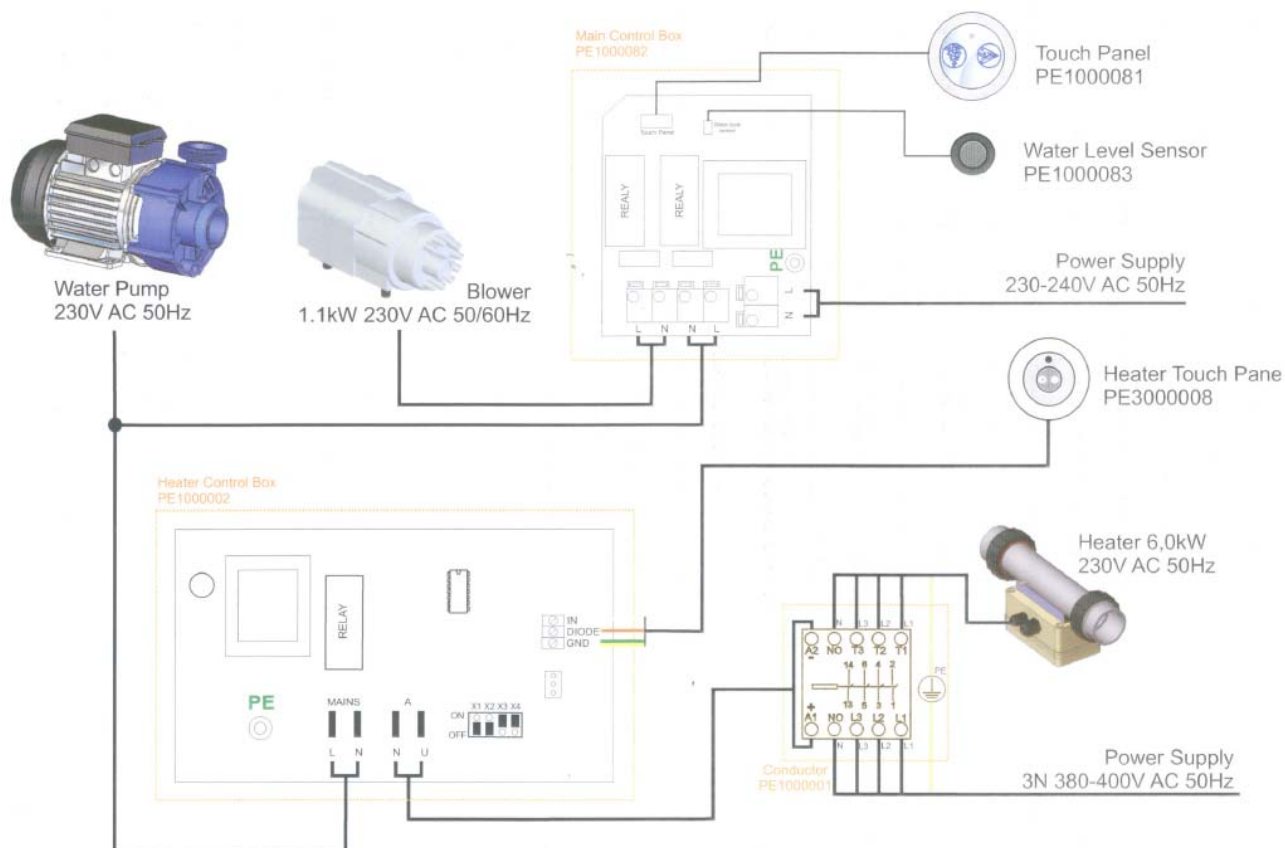 Main Control Box
PE1000082
Touch Panel
PE1000081
Touch Panel
Water Level Sensor
PE1000083
REALY
REALY
PE
L
N
Power Supply
230-240V AC 50Hz
L N N L
Water Pump
230V AC 50Hz
Blower
1.1kW 230V AC 50/60Hz
Heater Touch Pane
PE3000008
Heater Control Box
PE1000002
RELAY
IN
DIODE
GND
PE
MAINS
A
X1 X2 X3 X4
ON
OFF
L N N U
Heater 6,0kW
230V AC 50Hz
N L3 L2 L1
A2 NO T3 T2 T1
-
14 6 4 2
13 5 3 1
+
A1 NO L3 L2 L1
N L3 L2 L1
PE
Conductor
PE1000001
Power Supply
3N 380-400V AC 50Hz